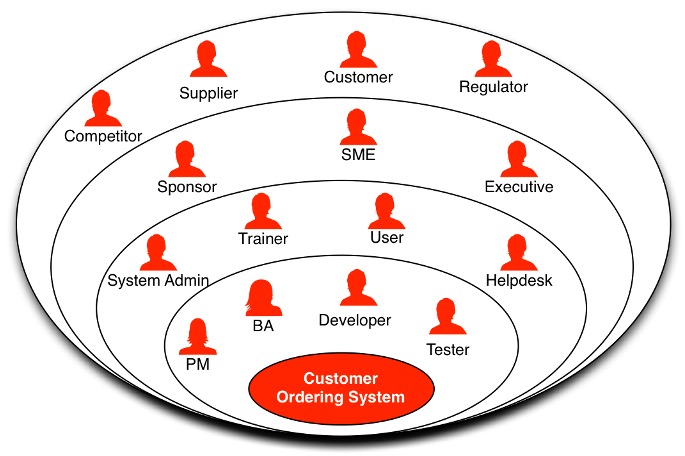 Supplier
Customer
Regulator
Competitor
SME
Sponsor
Executive
Trainer
User
System Admin
Helpdesk
BA
Developer
Tester
PM
Customer
Ordering System